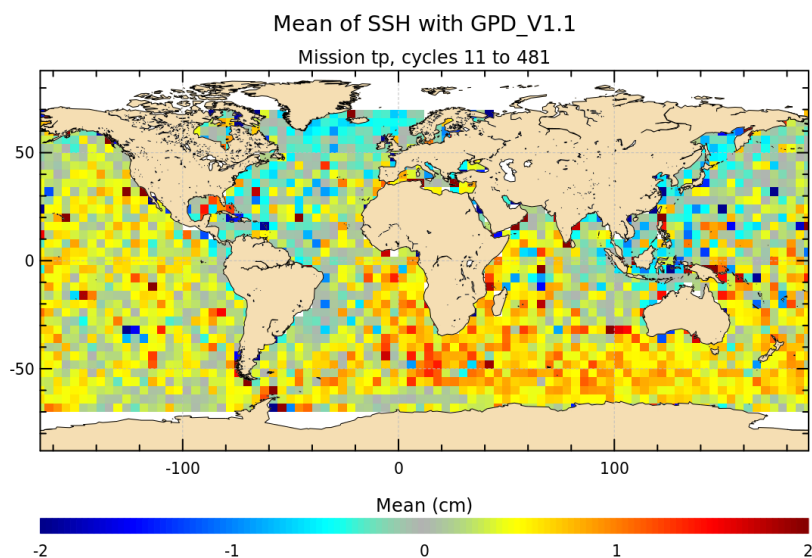 Mean of SSH with GPD_V1.1
Mission tp, cycles 11 to 481
50
0
-50
-100 0 100
Mean (cm)
-2 -1 0 1 2